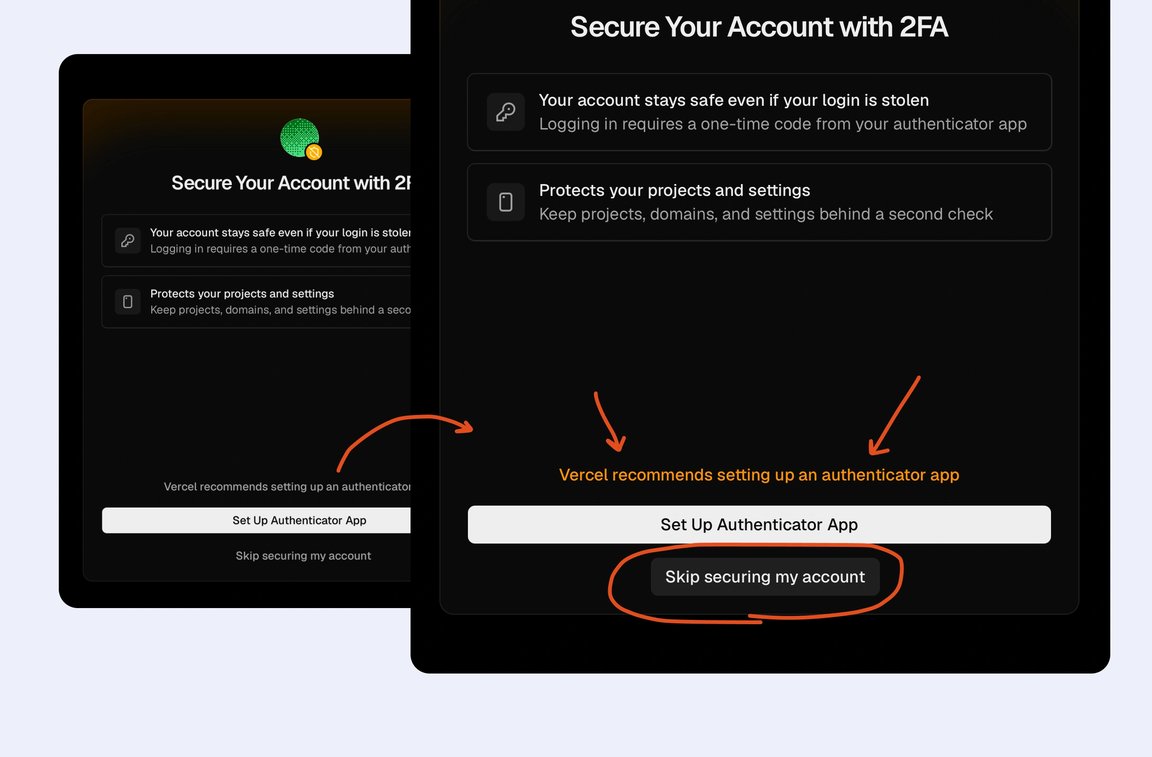 Secure Your Account with 2F
Your account stays safe even if your login is stolen
Logging in requires a one-time code from your auth
Protects your projects and settings
Keep projects, domains, and settings behind a seco
Vercel recommends setting up an authenticator
Set Up Authenticator App
Skip securing my account
Secure Your Account with 2FA
Your account stays safe even if your login is stolen
Logging in requires a one-time code from your authenticator app
Protects your projects and settings
Keep projects, domains, and settings behind a second check
Vercel recommends setting up an authenticator app
Set Up Authenticator App
Skip securing my account